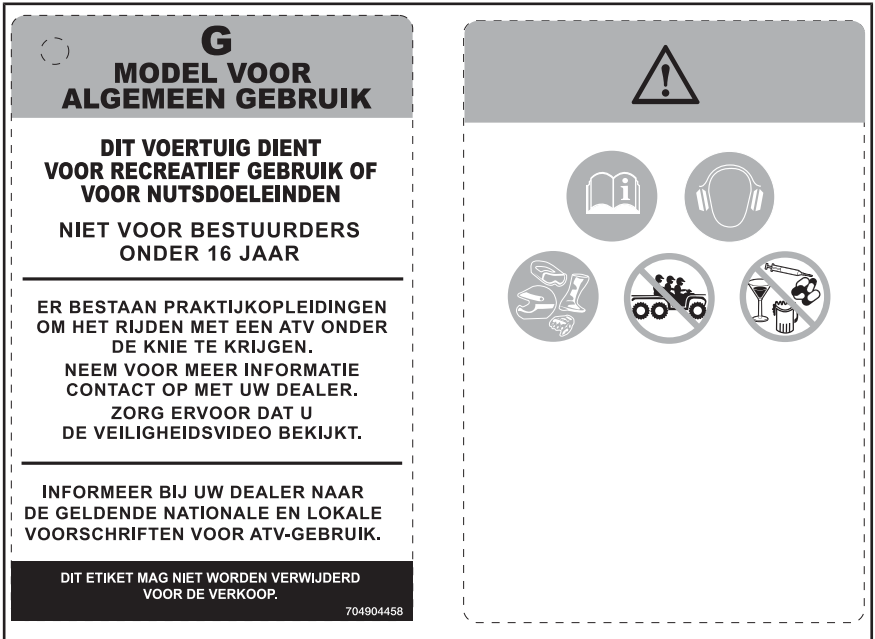 G
MODEL VOOR
ALGEMEEN GEBRUIK
DIT VOERTUIG DIENT
VOOR RECREATIEF GEBRUIK OF
VOOR NUTSDOELEINDEN
NIET VOOR BESTUURDERS
ONDER 16 JAAR
ER BESTAAN PRAKTIJKOPLEIDINGEN
OM HET RIJDEN MET EEN ATV ONDER
DE KNIE TE KRIJGEN.
NEEM VOOR MEER INFORMATIE
CONTACT OP MET UW DEALER.
ZORG ERVOOR DAT U
DE VEILIGHEIDSVIDEO BEKIJKT.
INFORMEER BIJ UW DEALER NAAR
DE GELDENDE NATIONALE EN LOKALE
VOORSCHRIFTEN VOOR ATV-GEBRUIK.
DIT ETIKET MAG NIET WORDEN VERWIJDERD
VOOR DE VERKOOP.
704904458